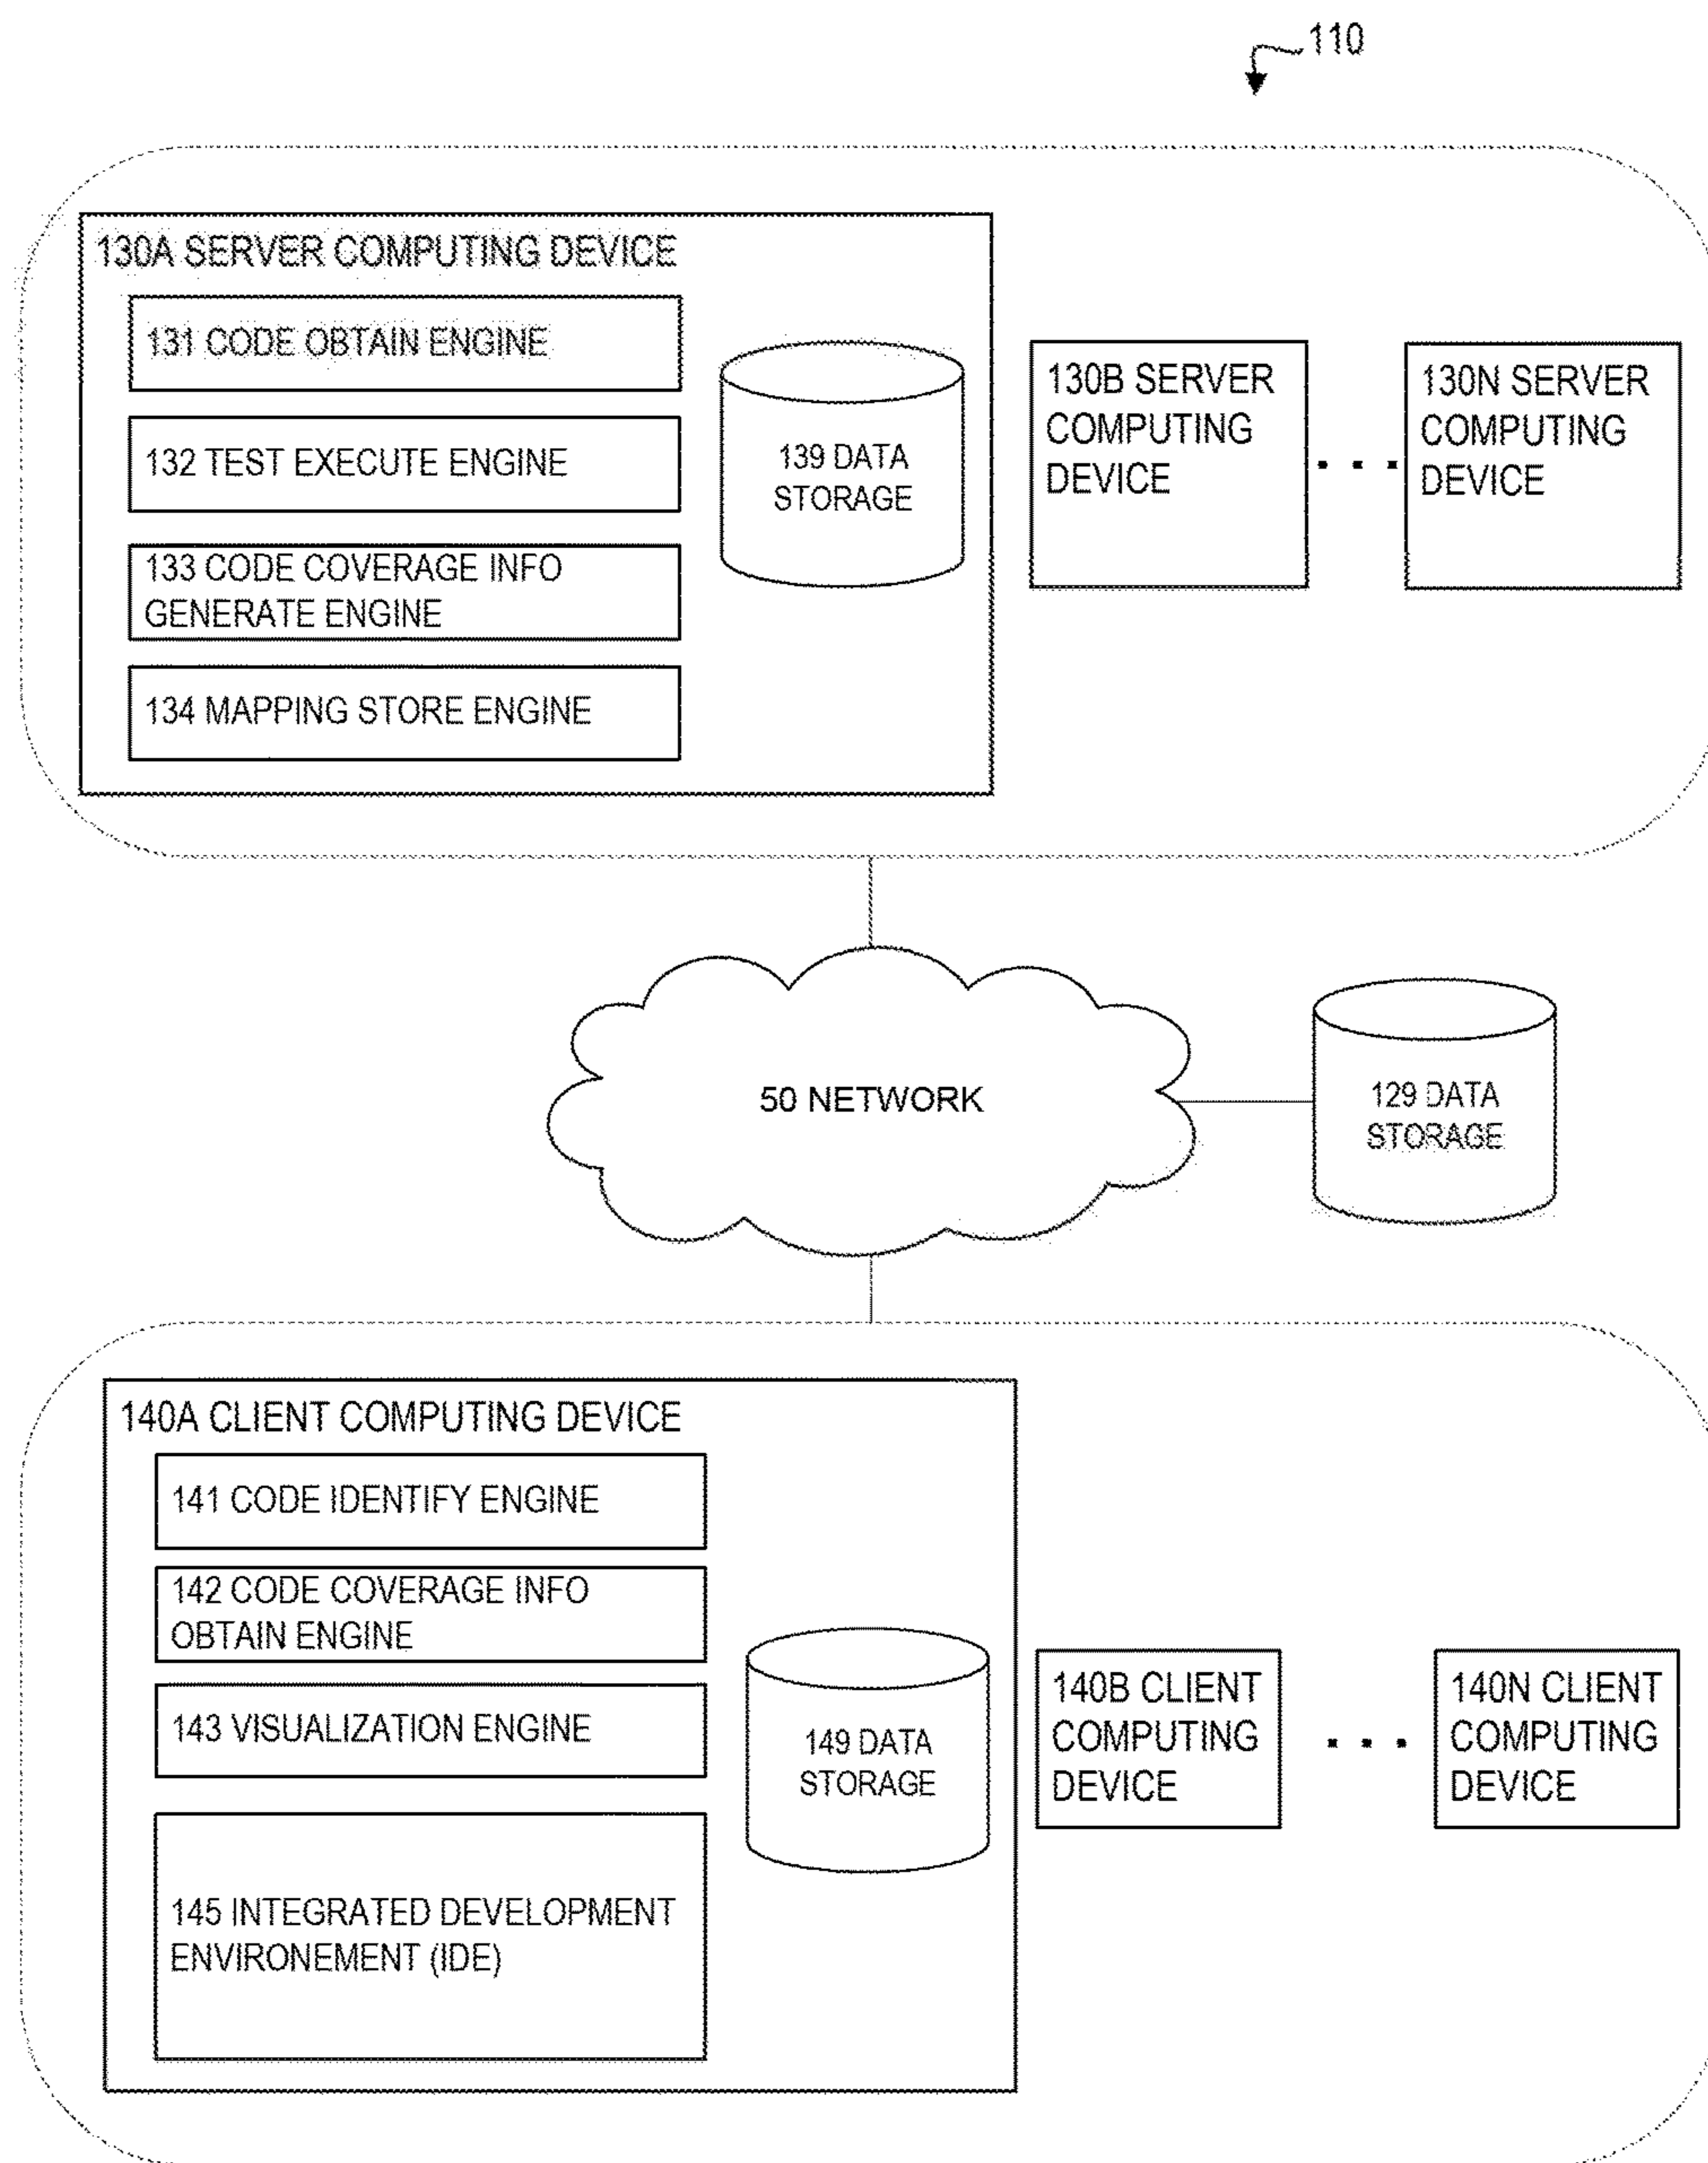 110
130A SERVER COMPUTING DEVICE
131 CODE OBTAIN ENGINE
132 TEST EXECUTE ENGINE
133 CODE COVERAGE INFO
GENERATE ENGINE
134 MAPPING STORE ENGINE
139 DATA
STORAGE
130B SERVER
COMPUTING
DEVICE
. . .
130N SERVER
COMPUTING
DEVICE
50 NETWORK
129 DATA
STORAGE
140A CLIENT COMPUTING DEVICE
141 CODE IDENTIFY ENGINE
142 CODE COVERAGE INFO
OBTAIN ENGINE
143 VISUALIZATION ENGINE
145 INTEGRATED DEVELOPMENT
ENVIRONEMENT (IDE)
149 DATA
STORAGE
140B CLIENT
COMPUTING
DEVICE
. . .
140N CLIENT
COMPUTING
DEVICE